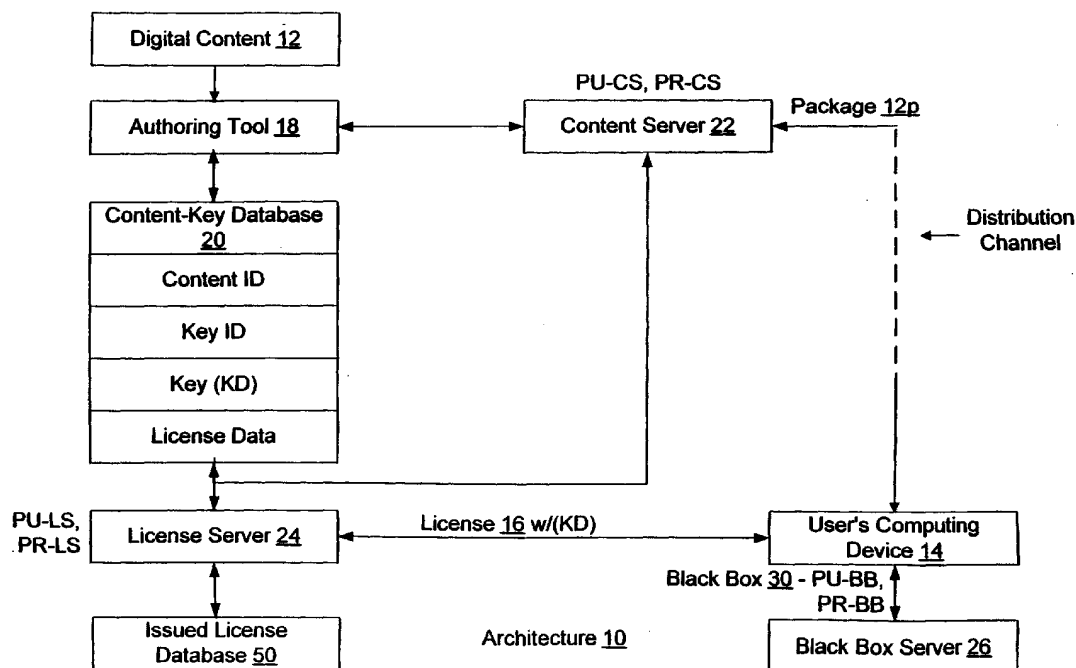 Digital Content 12
Authoring Tool 18
PU-CS, PR-CS
Content Server 22
Package 12p
Distribution
Channel
Content-Key Database
20
Content ID
Key ID
Key (KD)
License Data
PU-LS,
PR-LS
License Server 24
License 16 w/(KD)
User's Computing
Device 14
Black Box 30 - PU-BB,
PR-BB
Issued License
Database 50
Architecture 10
Black Box Server 26